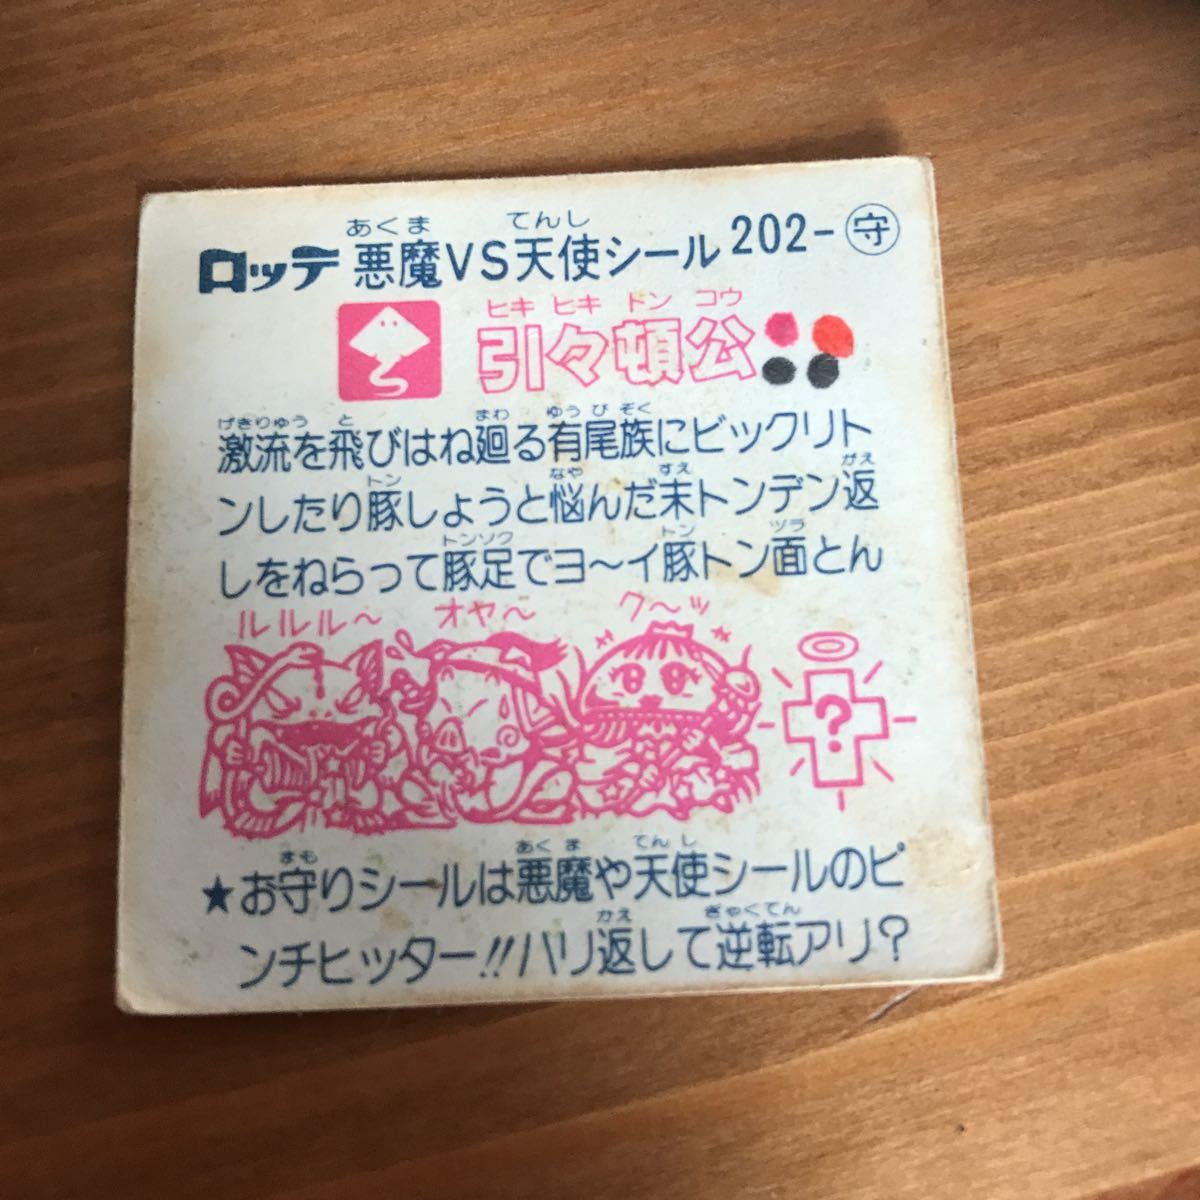 あくま てんし
ロッテ 悪魔VS天使シール 202-守
ヒキ ヒキ トン コウ
引々頓公
げきりゅう と まわ ゆう び ぞく
激流を飛びはね廻る有尾族にビックリト
トン なや すえ がえ
ンしたり豚しようと悩んだ末トンデン返
トンソク トン ヅラ
しをねらって豚足でヨ〜イ豚トン面とん
ルルル〜 オヤ〜 ク〜ッ
?
まも あく ま てん し
★お守りシールは悪魔や天使シールのピ
かえ ぎゃくてん
ンチヒッター!!ハリ返して逆転アリ?